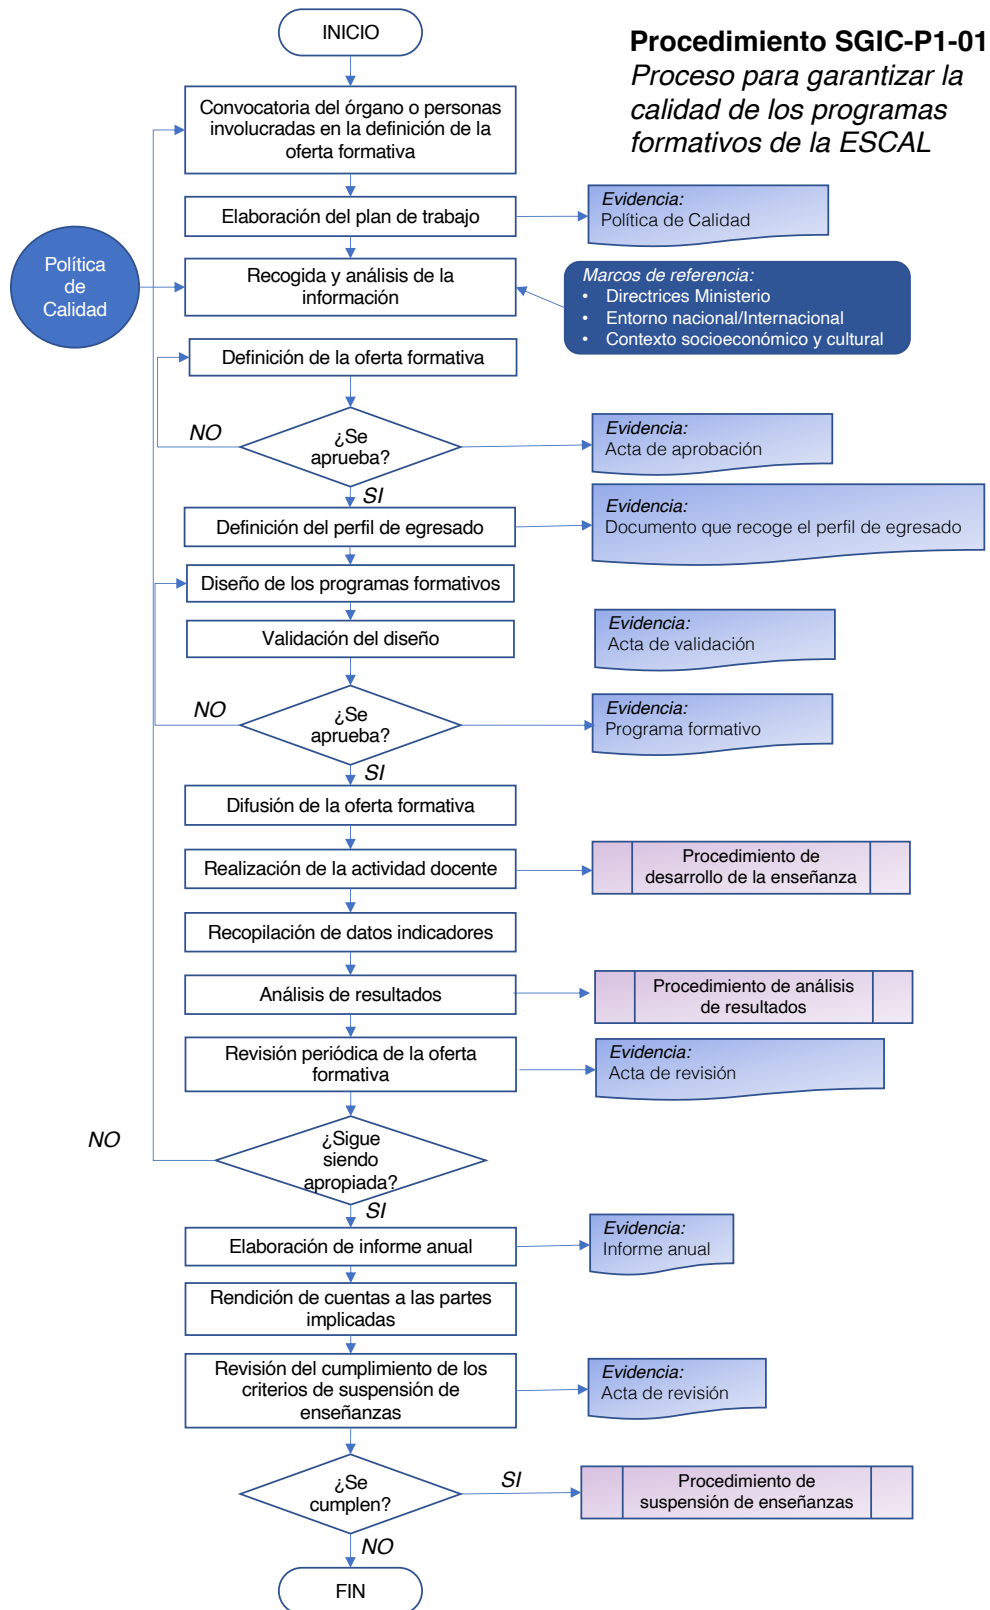 INICIO
Procedimiento SGIC-P1-01
Proceso para garantizar la
calidad de los programas
formativos de la ESCAL
Convocatoria del órgano o personas
involucradas en la definición de la
oferta formativa
Elaboración del plan de trabajo
Evidencia:
Política de Calidad
Política
de
Calidad
Recogida y análisis de la
información
Marcos de referencia:
• Directrices Ministerio
• Entorno nacional/Internacional
• Contexto socioeconómico y cultural
Definición de la oferta formativa
NO
¿Se
aprueba?
Evidencia:
Acta de aprobación
SI
Definición del perfil de egresado
Evidencia:
Documento que recoge el perfil de egresado
Diseño de los programas formativos
Validación del diseño
Evidencia:
Acta de validación
NO
¿Se
aprueba?
Evidencia:
Programa formativo
SI
Difusión de la oferta formativa
Realización de la actividad docente
Procedimiento de
desarrollo de la enseñanza
Recopilación de datos indicadores
Análisis de resultados
Procedimiento de análisis
de resultados
Revisión periódica de la oferta
formativa
Evidencia:
Acta de revisión
NO
¿Sigue
siendo
apropiada?
SI
Elaboración de informe anual
Evidencia:
Informe anual
Rendición de cuentas a las partes
implicadas
Revisión del cumplimiento de los
criterios de suspensión de
enseñanzas
Evidencia:
Acta de revisión
¿Se
cumplen?
SI
Procedimiento de
suspensión de enseñanzas
NO
FIN